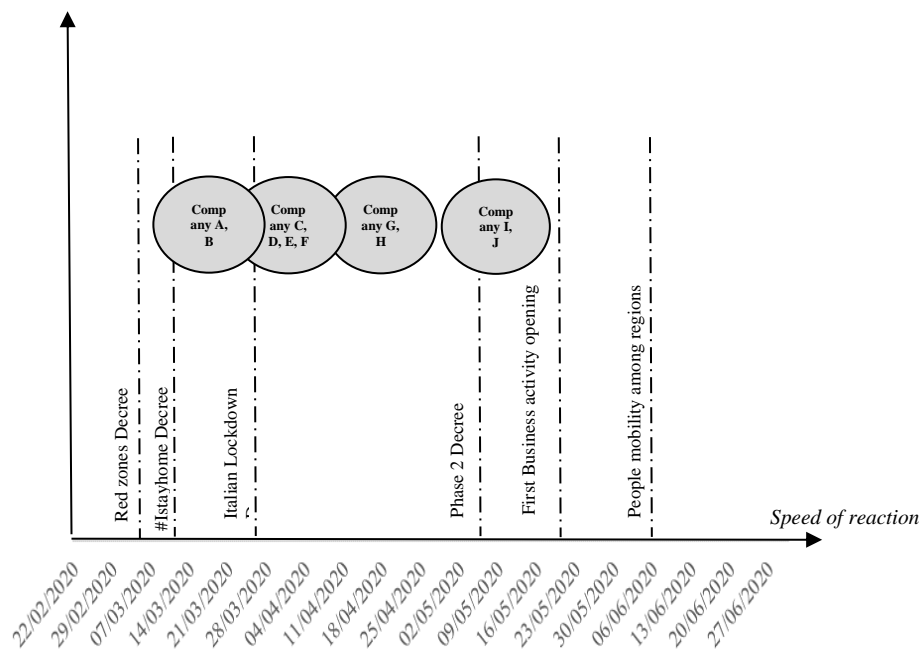 Comp
any A,
B
Comp
any C,
D, E, F
Comp
any G,
H
Comp
any I,
J
Red zones Decree
#Istayhome Decree
Italian Lockdown
Phase 2 Decree
First Business activity opening
People mobility among regions
Speed of reaction
22/02/2020
29/02/2020
07/03/2020
14/03/2020
21/03/2020
28/03/2020
04/04/2020
11/04/2020
18/04/2020
25/04/2020
02/05/2020
09/05/2020
16/05/2020
23/05/2020
30/05/2020
06/06/2020
13/06/2020
20/06/2020
27/06/2020